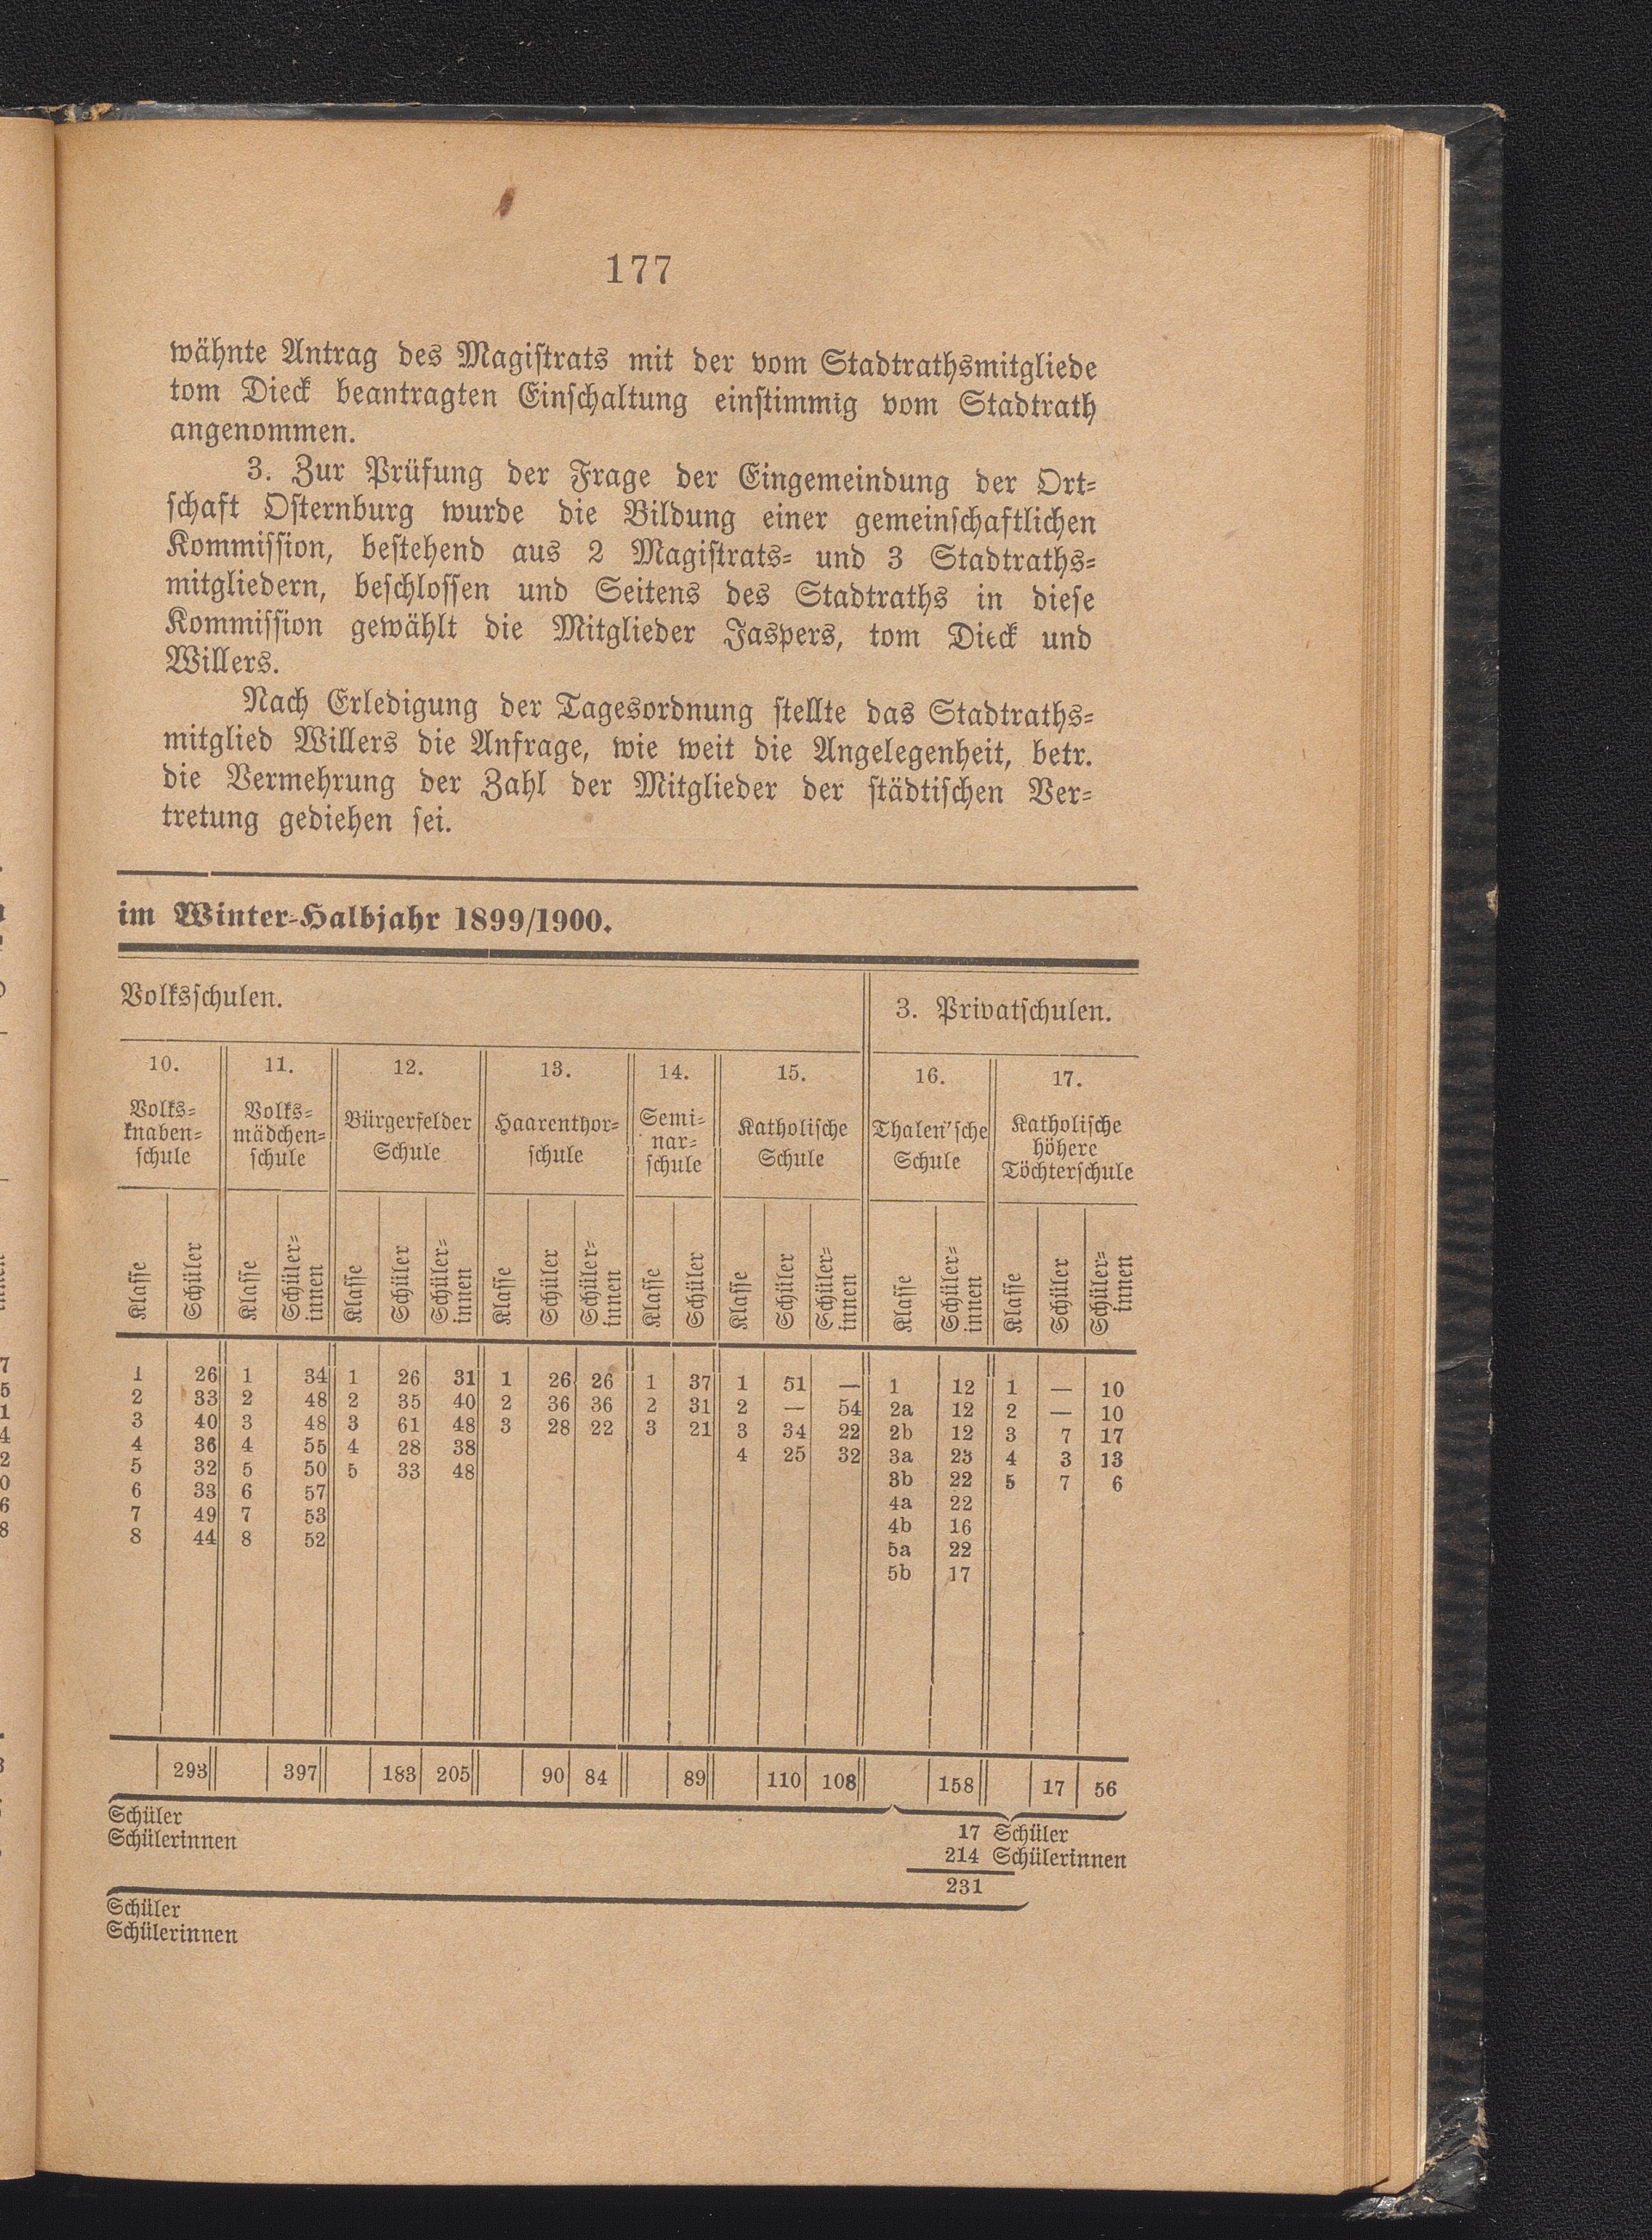 177
wähnte Antrag des Magiſtrats mit der vom Stadtrathsmitgliede
tom Dieck beantragten Einſchaltung einſtimmig vom Stadtrath
angenommen.
3. Zur Prüfung der Frage der Eingemeindung der Ort-
ſchaft Oſternburg wurde die Bildung einer gemeinſchaftlichen
Kommiſſion, beſtehend aus 2 Magiſtrats- und 3 Stadtraths-
mitgliedern, beſchloſſen und Seitens des Stadtraths in dieſe
Kommiſſion gewählt die Mitglieder Jaspers, tom Dieck und
Willers.
Nach Erledigung der Tagesordnung ſtellte das Stadtraths-
mitglied Willers die Anfrage, wie weit die Angelegenheit, betr.
die Vermehrung der Zahl der Mitglieder der ſtädtiſchen Ver-
tretung gediehen ſei.
im Winter-Halbjahr 1899/1900.
Volksſchulen. 3. Privatſchulen.
10. 11. 12. 13. 14. 15. 16. 17.
Volks- Volks- Bürgerfelder Haarenthor- Semi- Katholiſche Thalen'ſche Katholiſche
knaben- mädchen- Schule ſchule nar- Schule Schule höhere
ſchule ſchule ſchule Töchterſchule
Klaſſe Schüler Klaſſe Schüler-innen Klaſſe Schüler Schüler-innen Klaſſe Schüler Schüler-innen Klaſſe Schüler Klaſſe Schüler Schüler-innen Klaſſe Schüler-innen Klaſſe Schüler Schüler-innen
1 26 1 34 1 26 31 1 26 26 1 37 1 51 — 1 12 1 — 10
2 33 2 48 2 35 40 2 36 36 2 31 2 — 54 2a 12 2 — 10
3 40 3 48 3 61 48 3 28 22 3 21 3 34 22 2b 12 3 7 17
4 36 4 55 4 28 38 4 25 32 3a 23 4 3 13
5 32 5 50 5 33 48 3b 22 5 7 6
6 33 6 57 4a 22
7 49 7 53 4b 16
8 44 8 52 5a 22
5b 17
293 397 183 205 90 84 89 110 108 158 17 56
Schüler 17 Schüler
Schülerinnen 214 Schülerinnen
231
Schüler
Schülerinnen